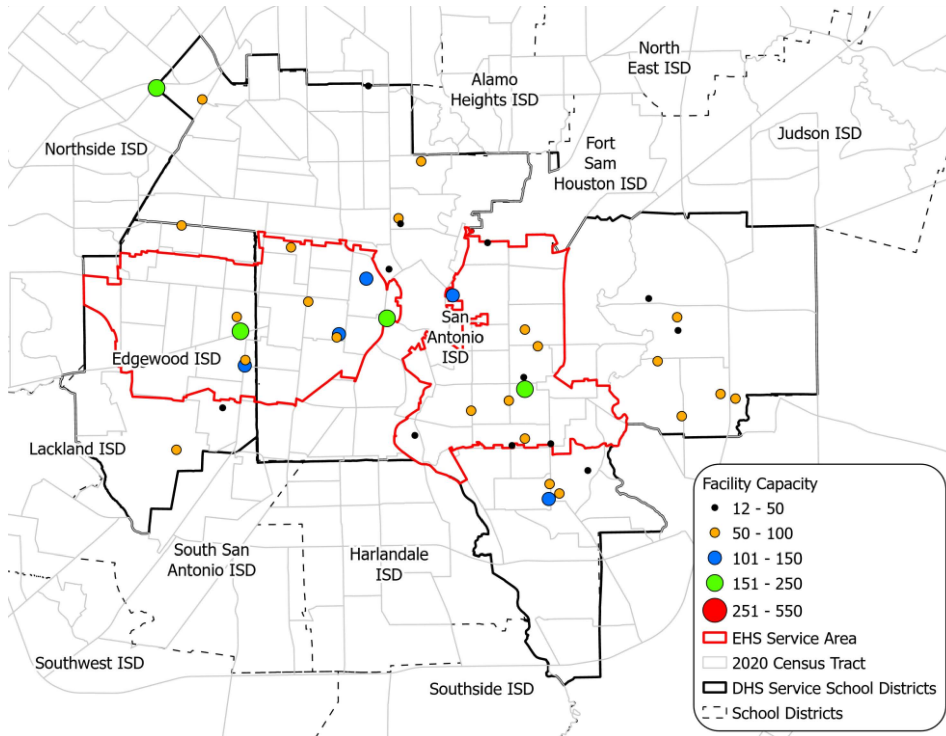 North
East ISD
Alamo
Heights ISD
Judson ISD
Northside ISD
Fort
Sam
Houston ISD
San
Antonio
ISD
Edgewood ISD
Lackland ISD
South San
Antonio ISD
Harlandale
ISD
Southwest ISD
Southside ISD
Facility Capacity
12 - 50
50 - 100
101 - 150
151 - 250
251 - 550
EHS Service Area
2020 Census Tract
DHS Service School Districts
School Districts